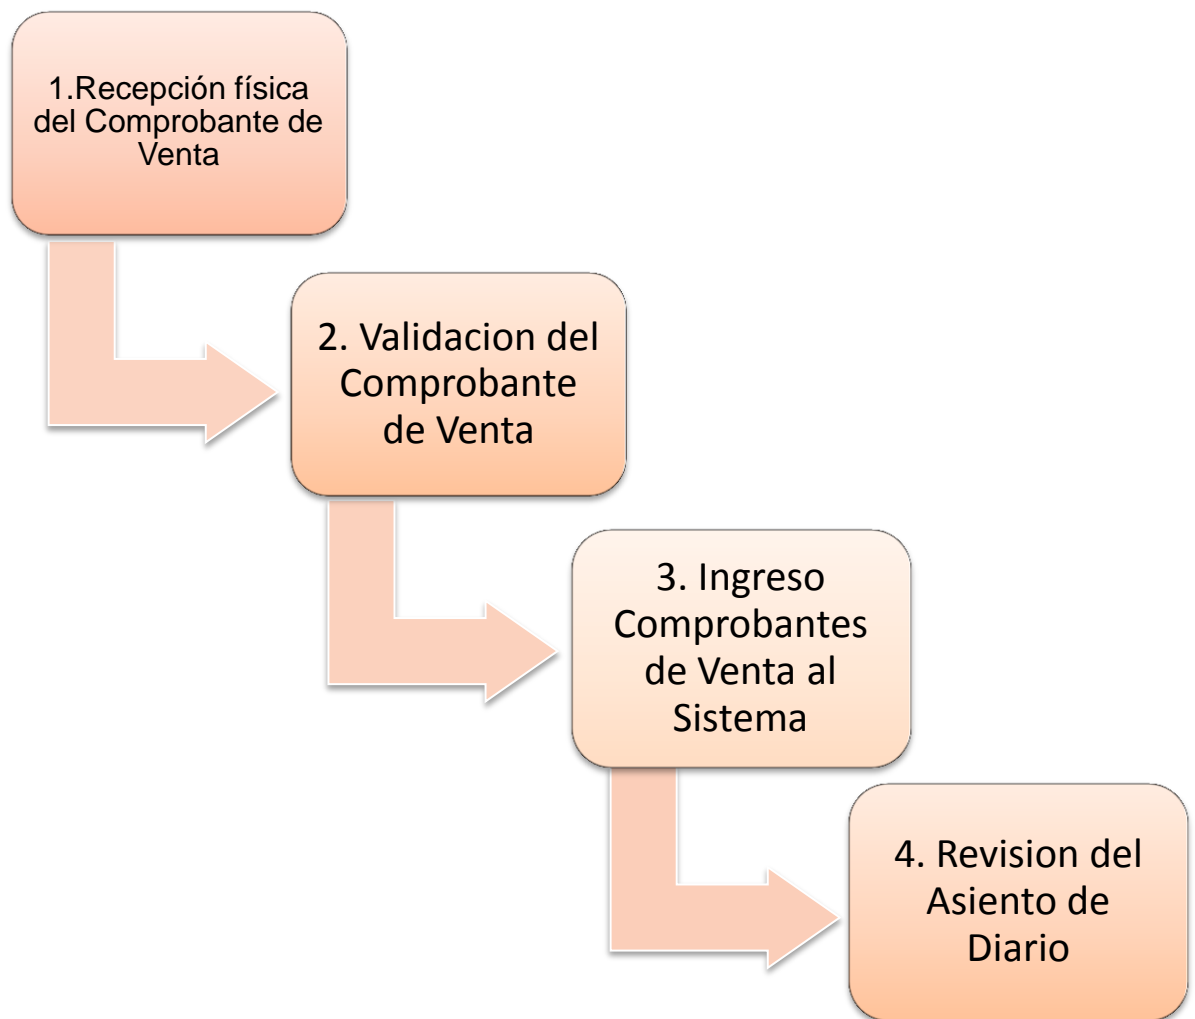 1.Recepción física
del Comprobante de
Venta
2. Validacion del
Comprobante
de Venta
3. Ingreso
Comprobantes
de Venta al
Sistema
4. Revision del
Asiento de
Diario